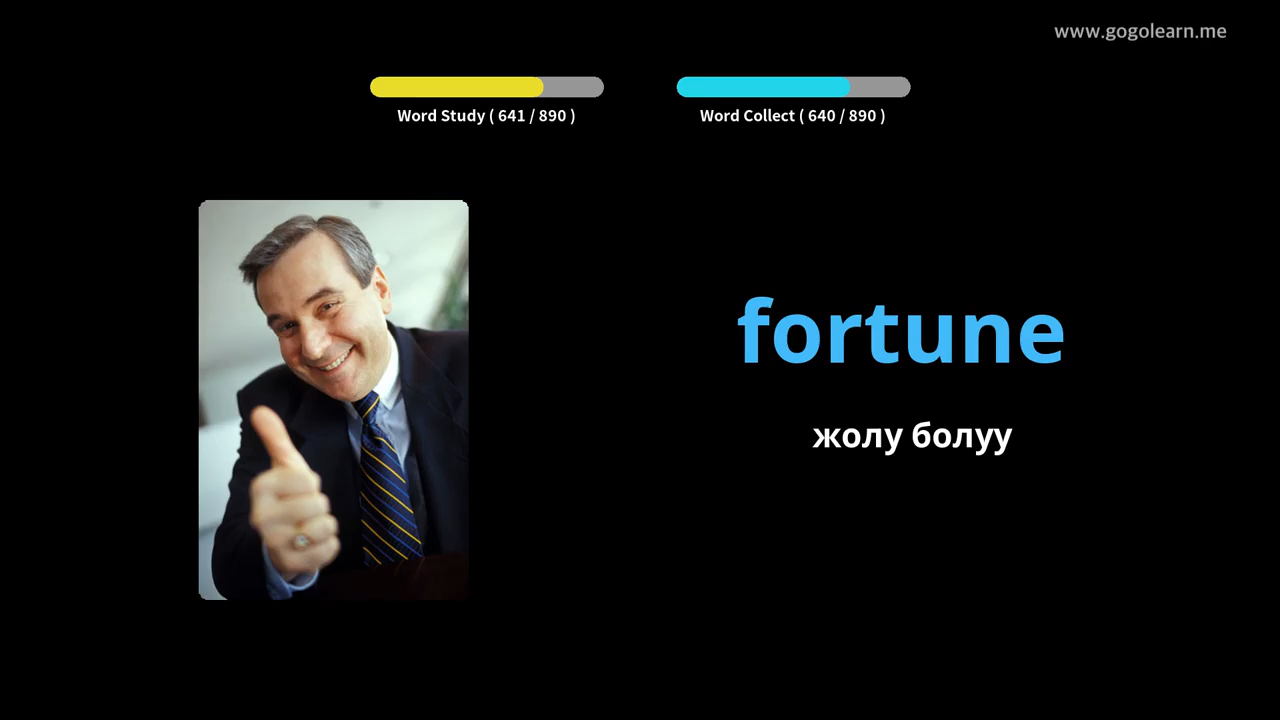 www.gogolearn.me
Word Study ( 641 / 890 )
Word Collect ( 640 / 890 )
fortune
жолу болуу